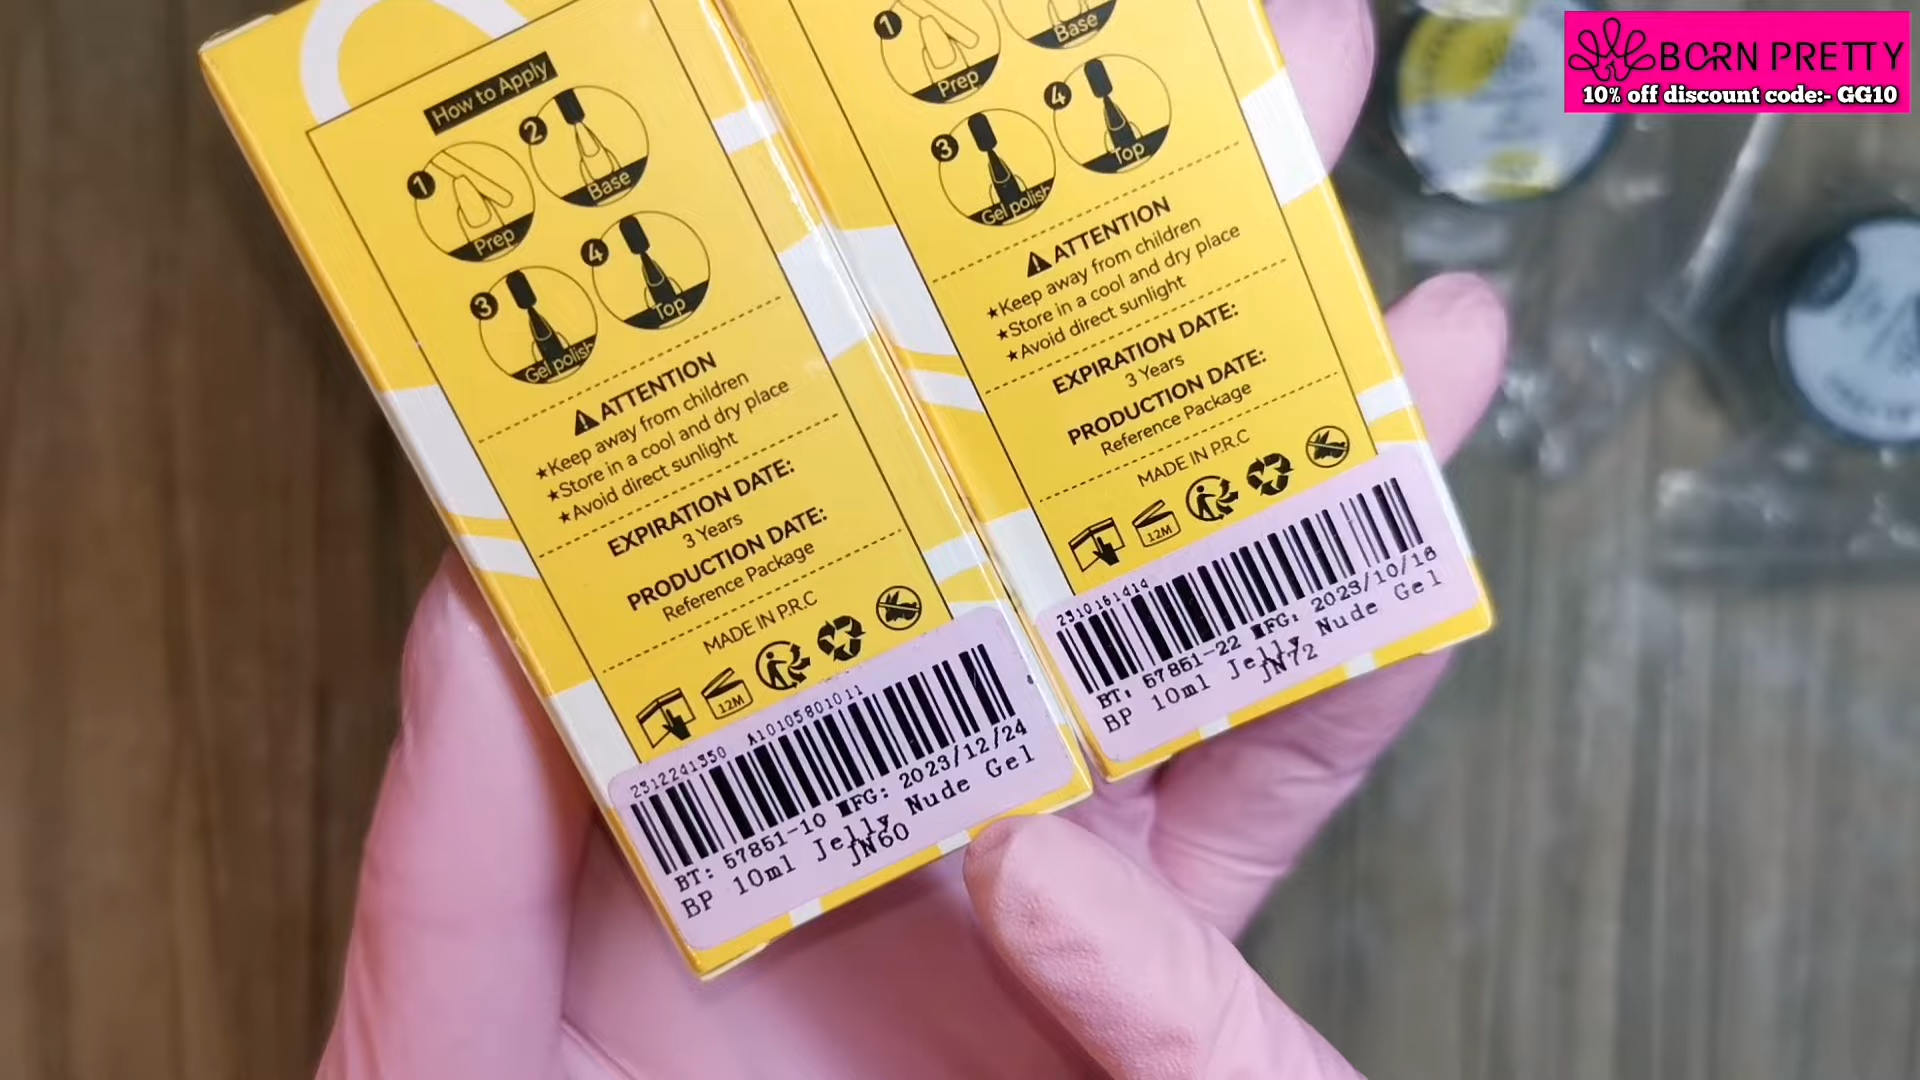 BORN PRETTY
10% off discount code:- GG10
How to Apply
1
Prep
2
Base
3
Gel polish
4
Top
ATTENTION
★Keep away from children
★Store in a cool and dry place
★Avoid direct sunlight
EXPIRATION DATE:
3 Years
PRODUCTION DATE:
Reference Package
MADE IN P.R.C
12M
2312241350 A10105801011
BT: 57851-10 MFG: 2023/12/24
BP 10ml Jelly Nude Gel
JN60
1
Prep
Base
3
Gel polish
4
Top
ATTENTION
★Keep away from children
★Store in a cool and dry place
★Avoid direct sunlight
EXPIRATION DATE:
3 Years
PRODUCTION DATE:
Reference Package
MADE IN P.R.C
12M
2310161414
BT: 57851-22 MFG: 2023/10/16
BP 10ml Jelly Nude Gel
JN72